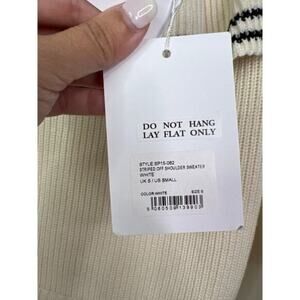 DO NOT HANG
LAY FLAT ONLY
STYLE:SP15-062
STRIPED OFF SHOULDER SWEATER
WHITE
UK S / US SMALL
COLOR:WHITE SIZE:S